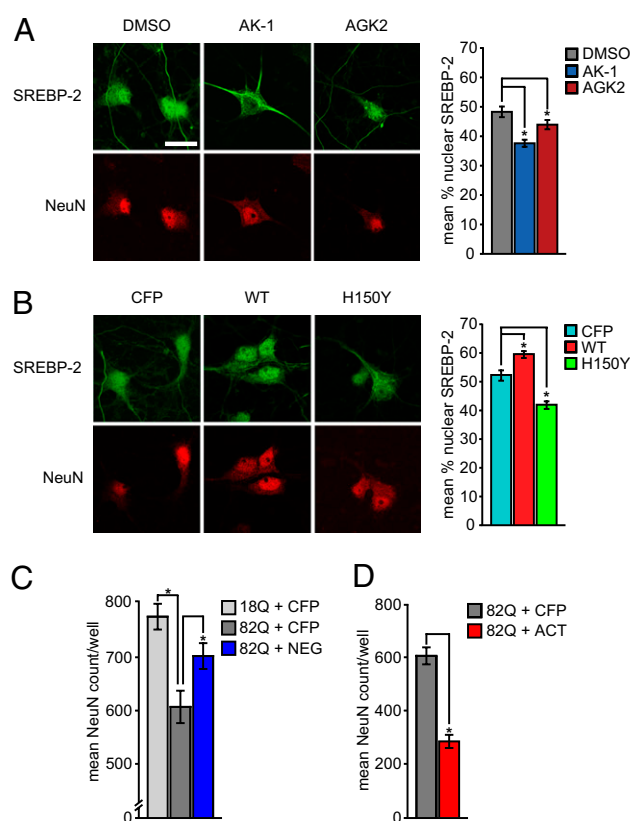 A
DMSO AK-1 AGK2
SREBP-2
NeuN
mean % nuclear SREBP-2
70
60
50
40
30
20
10
0
* *
DMSO
AK-1
AGK2
B
CFP WT H150Y
SREBP-2
NeuN
mean % nuclear SREBP-2
70
60
50
40
30
20
10
0
* *
CFP
WT
H150Y
C
mean NeuN count/well
800
700
600
500
0
* *
18Q + CFP
82Q + CFP
82Q + NEG
D
mean NeuN count/well
800
600
400
200
0
*
82Q + CFP
82Q + ACT